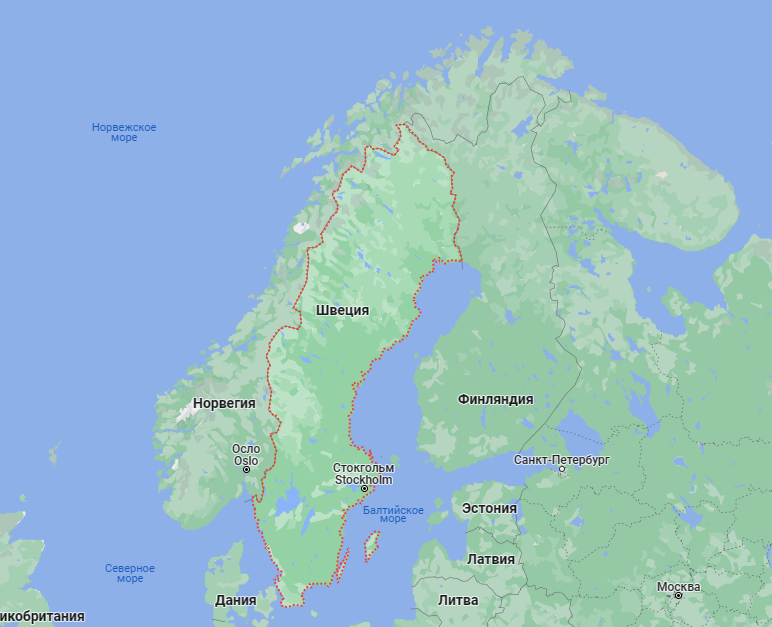 Норвежское
море
Швеция
Финляндия
Норвегия
Осло
Oslo
Стокгольм
Stockholm
Санкт-Петербург
Балтийское
море
Эстония
Латвия
Северное
море
Москва
Дания
Литва
икобритания